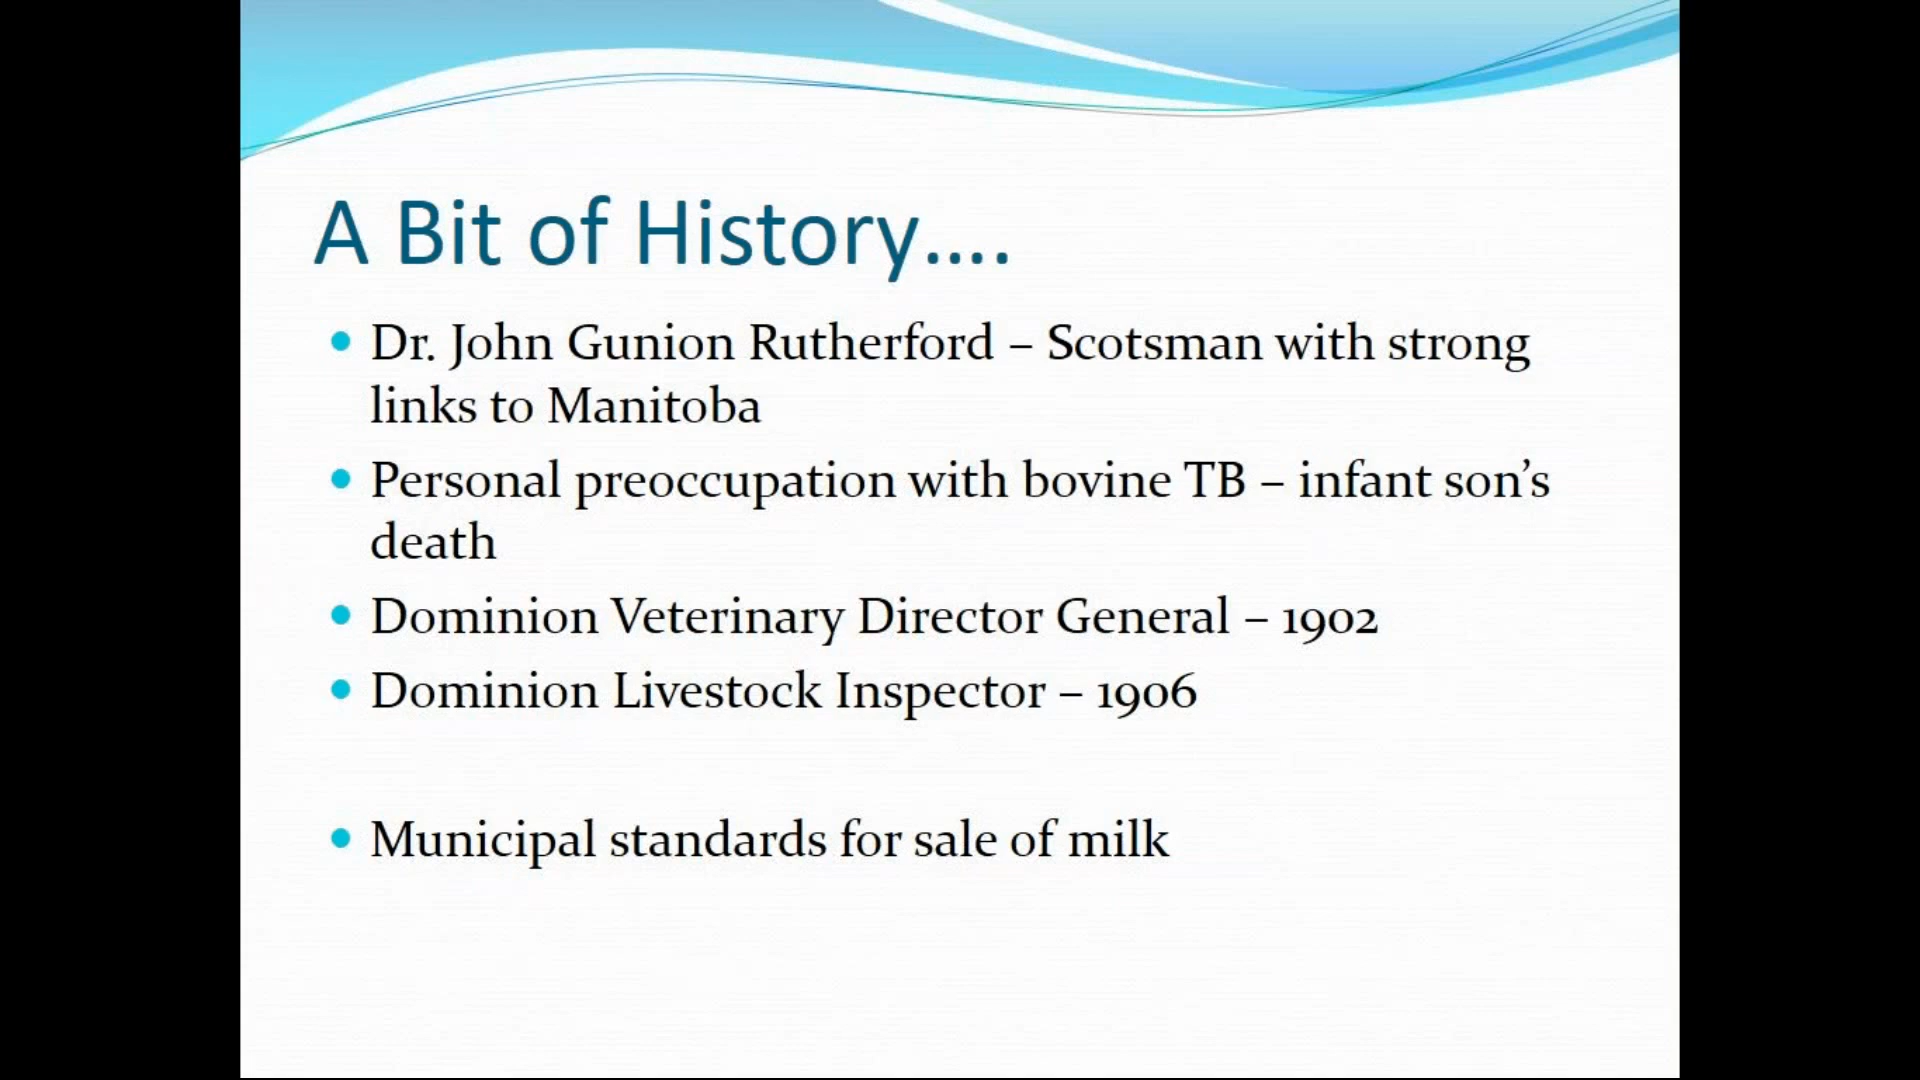 A Bit of History....
• Dr. John Gunion Rutherford – Scotsman with strong
links to Manitoba
• Personal preoccupation with bovine TB – infant son’s
death
• Dominion Veterinary Director General – 1902
• Dominion Livestock Inspector – 1906
• Municipal standards for sale of milk